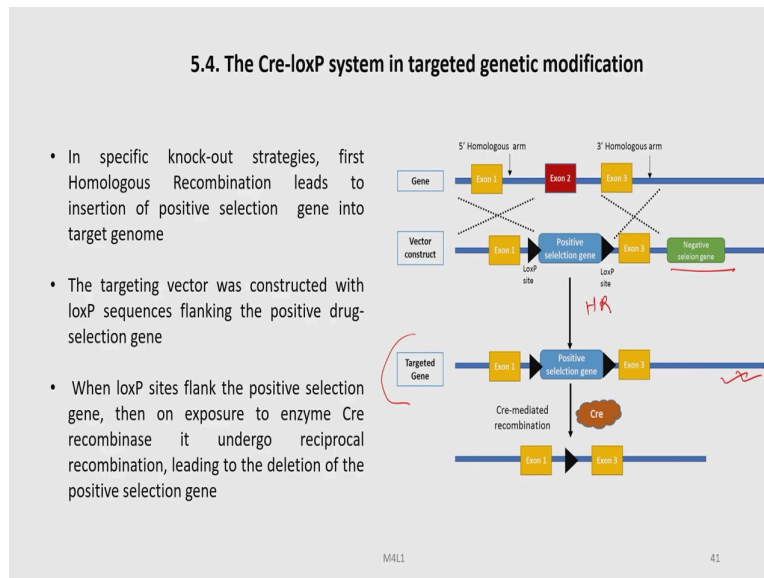 5.4. The Cre-loxP system in targeted genetic modification
• In specific knock-out strategies, first
Homologous Recombination leads to
insertion of positive selection gene into
target genome
• The targeting vector was constructed with
loxP sequences flanking the positive drug-
selection gene
• When loxP sites flank the positive selection
gene, then on exposure to enzyme Cre
recombinase it undergo reciprocal
recombination, leading to the deletion of the
positive selection gene
5' Homologous arm
3' Homologous arm
Gene
Exon 1
Exon 2
Exon 3
Vector
construct
Exon 1
Positive
selelction gene
Exon 3
Negative
seleion gene
LoxP
site
LoxP
site
HR
Targeted
Gene
Exon 1
Positive
selelction gene
Exon 3
Cre-mediated
recombination
Cre
Exon 1
Exon 3
M4L1
41